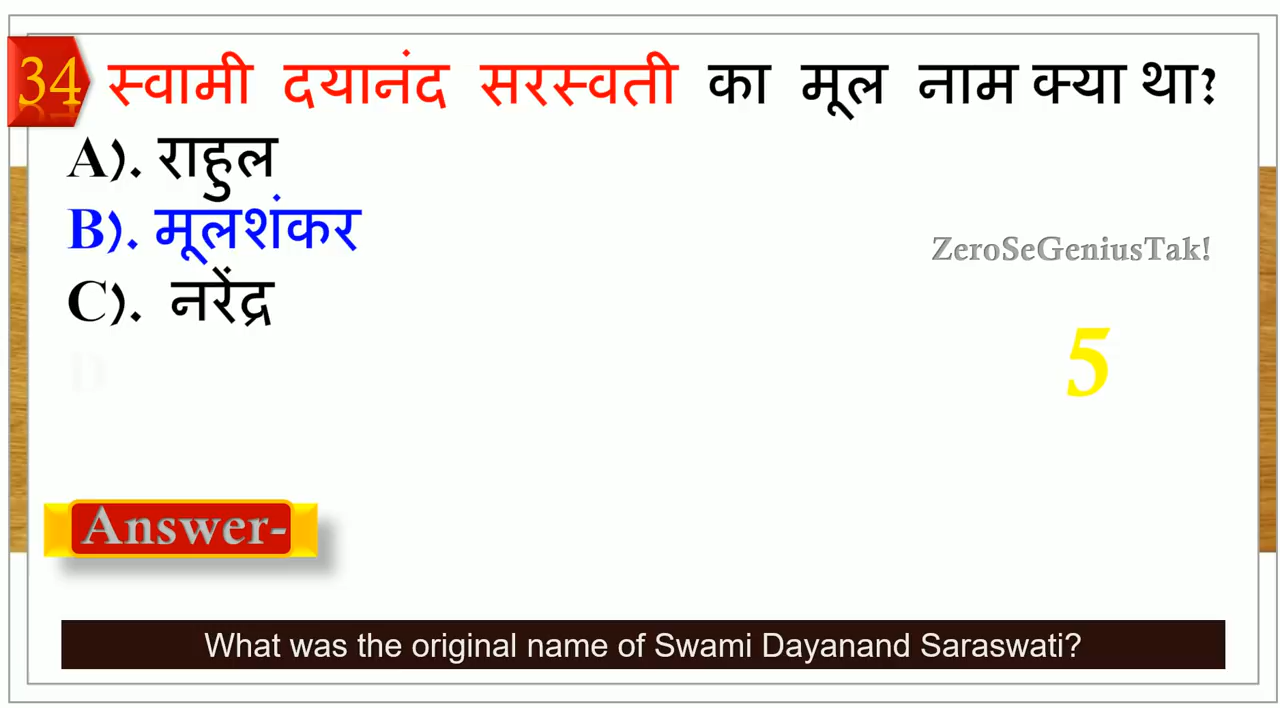 34 स्वामी दयानंद सरस्वती का मूल नाम क्या था?
A). राहुल
B). मूलशंकर
ZeroSeGeniusTak!
C). नरेंद्र
5
D
Answer-
What was the original name of Swami Dayanand Saraswati?